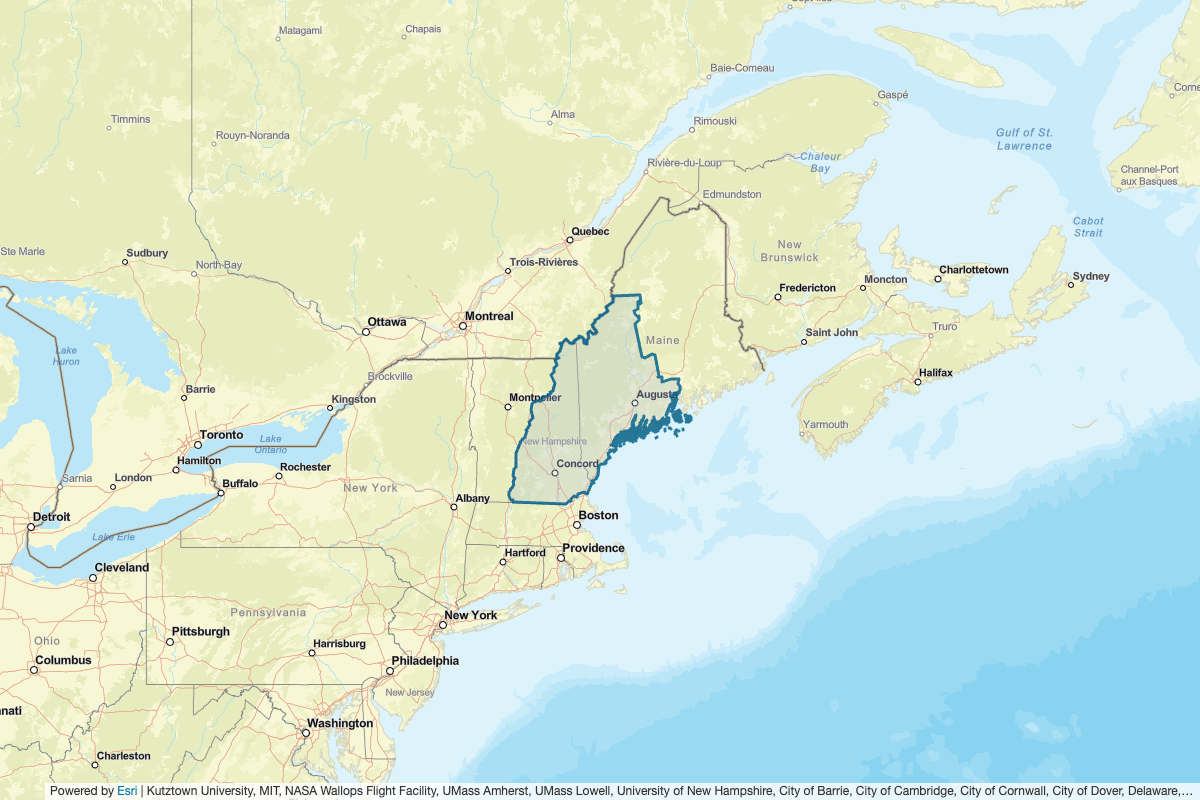 Matagami
Chapais
Baie-Comeau
Gaspé
Timmins
Alma
Rimouski
Rouyn-Noranda
Gulf of St.
Lawrence
Rivière-du-Loup
Chaleur
Bay
Channel-Port
aux Basques
Edmundston
Cabot
Strait
Quebec
New
Brunswick
Ste Marie
Sudbury
North Bay
Trois-Rivières
Charlottetown
Sydney
Moncton
Fredericton
Ottawa
Montreal
Saint John
Truro
Maine
Lake
Huron
Brockville
Halifax
Barrie
Kingston
Montpelier
Augusta
Yarmouth
Toronto
Lake
Ontario
New Hampshire
Hamilton
Rochester
Concord
Sarnia
London
Buffalo
New York
Albany
Detroit
Boston
Lake Erie
Hartford
Providence
Cleveland
Pennsylvania
New York
Pittsburgh
Ohio
Harrisburg
Columbus
Philadelphia
New Jersey
nnati
Washington
Charleston
Powered by Esri | Kutztown University, MIT, NASA Wallops Flight Facility, UMass Amherst, UMass Lowell, University of New Hampshire, City of Barrie, City of Cambridge, City of Cornwall, City of Dover, Delaware,...